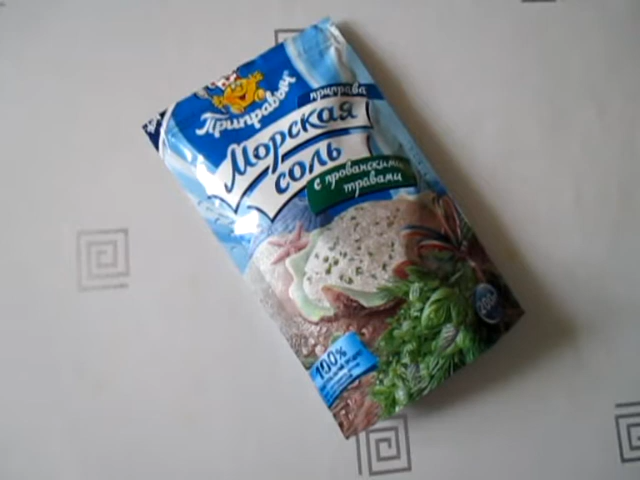 Приправыч
приправа
Морская
соль
с прованскими
травами
100%